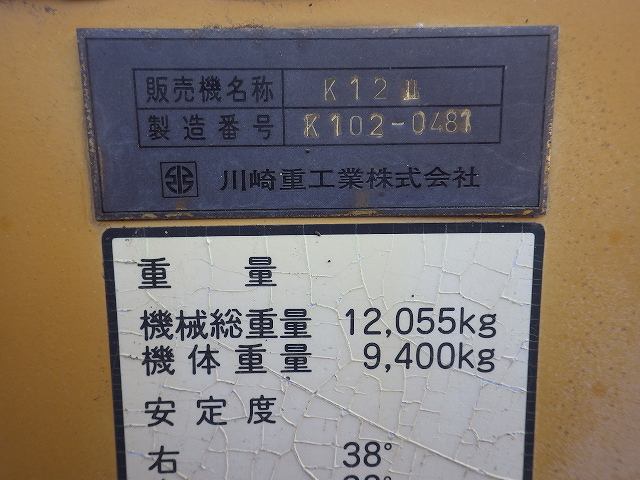 販売機名称 K12Ⅱ
製造番号 K102-0481
川崎重工業株式会社
重量
機械総重量 12,055kg
機体重量 9,400kg
安定度
右 38°